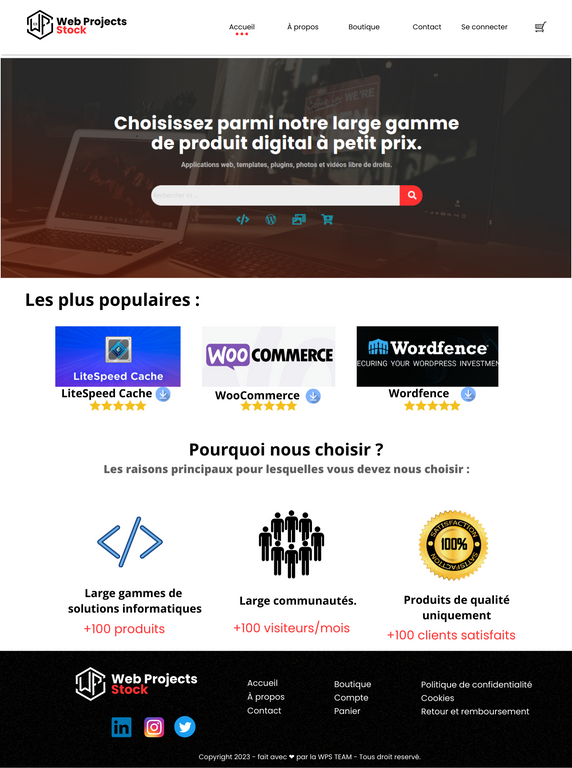 Web Projects
Stock
Accueil
À propos
Boutique
Contact
Se connecter
Choisissez parmi notre large gamme
de produit digital à petit prix.
Applications web, templates, plugins, photos et vidéos libre de droits.
Les plus populaires :
LiteSpeed Cache
WOO COMMERCE
Wordfence
ECURING YOUR WORDPRESS INVESTMEN
LiteSpeed Cache
WooCommerce
Wordfence
Pourquoi nous choisir ?
Les raisons principaux pour lesquelles vous devez nous choisir :
SATISFACTION
100%
SATISFACTION
Large gammes de
solutions informatiques
+100 produits
Large communautés.
+100 visiteurs/mois
Produits de qualité
uniquement
+100 clients satisfaits
Web Projects
Stock
Accueil
À propos
Contact
Boutique
Compte
Panier
Politique de confidentialité
Cookies
Retour et remboursement
Copyright 2023 - fait avec ❤ par la WPS TEAM - Tous droit reservé.